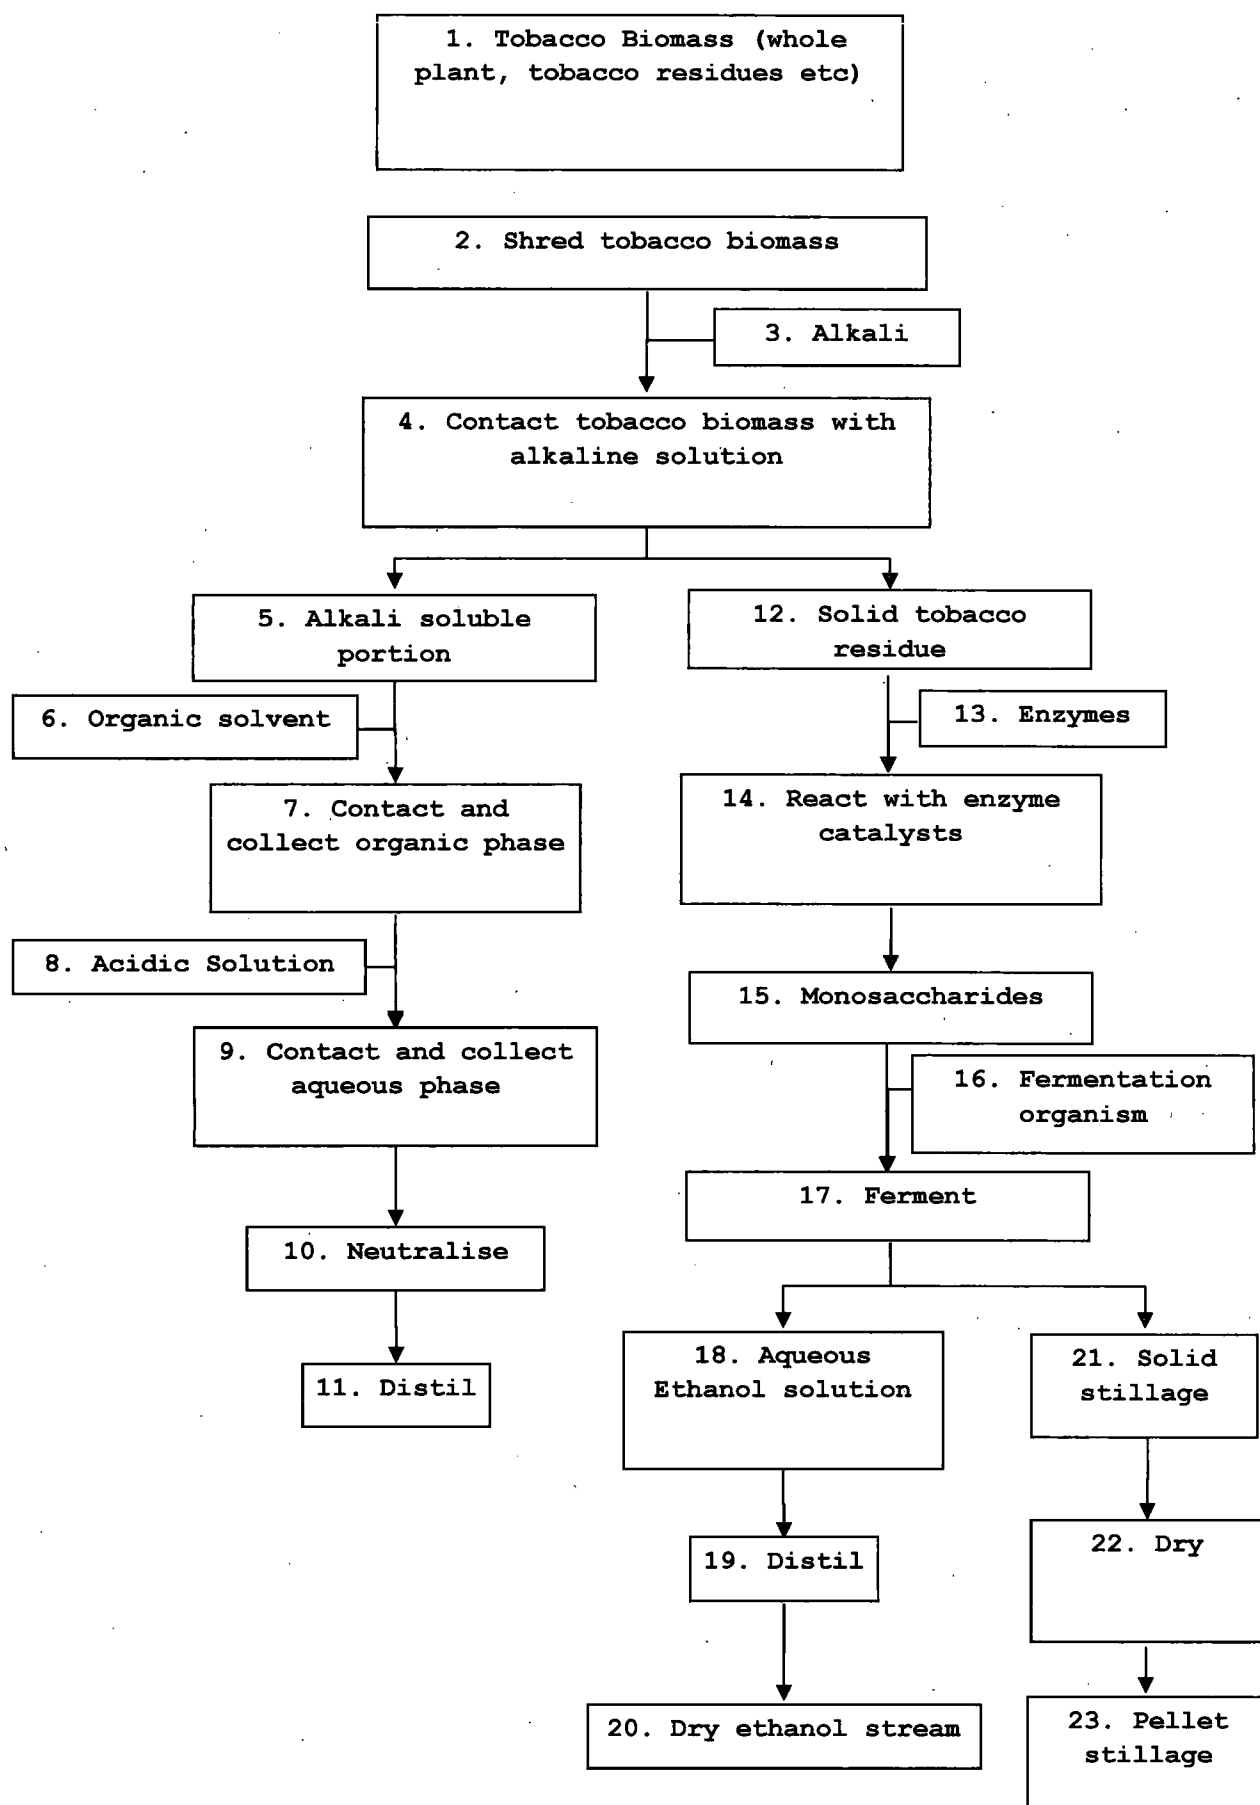 1. Tobacco Biomass (whole
plant, tobacco residues etc)
2. Shred tobacco biomass
3. Alkali
4. Contact tobacco biomass with
alkaline solution
5. Alkali soluble
portion
6. Organic solvent
7. Contact and
collect organic phase
8. Acidic Solution
9. Contact and collect
aqueous phase
10. Neutralise
11. Distil
12. Solid tobacco
residue
13. Enzymes
14. React with enzyme
catalysts
15. Monosaccharides
16. Fermentation
organism
17. Ferment
18. Aqueous
Ethanol solution
19. Distil
20. Dry ethanol stream
21. Solid
stillage
22. Dry
23. Pellet
stillage